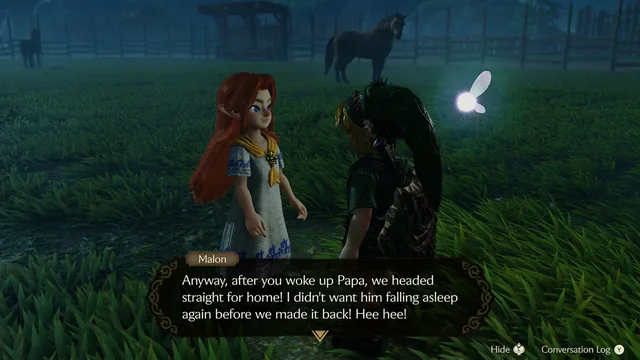 Malon
Anyway, after you woke up Papa, we headed
straight for home! I didn't want him falling asleep
again before we made it back! Hee hee!
Hide Conversation Log Y